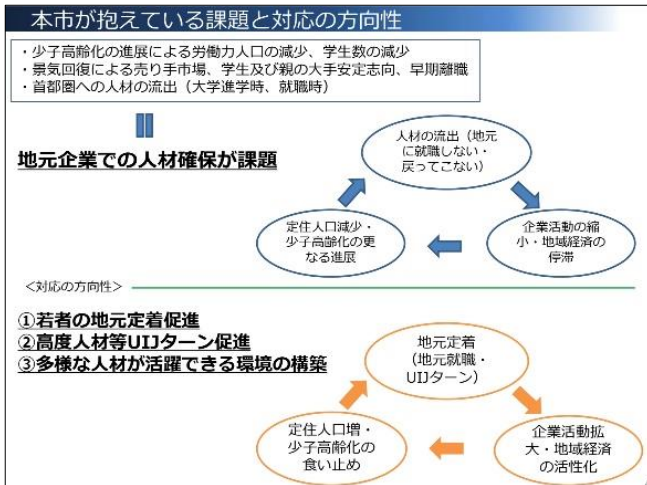 本市が抱えている課題と対応の方向性
・少子高齢化の進展による労働力人口の減少、学生数の減少
・景気回復による売り手市場、学生及び親の大手安定志向、早期離職
・首都圏への人材の流出（大学進学時、就職時）
地元企業での人材確保が課題
人材の流出（地元
に就職しない・
戻ってこない）
企業活動の縮
小・地域経済の
停滞
定住人口減少・
少子高齢化の更
なる進展
<対応の方向性>
①若者の地元定着促進
②高度人材等UIJターン促進
③多様な人材が活躍できる環境の構築
地元定着
（地元就職・
UIJターン）
企業活動拡
大・地域経済
の活性化
定住人口増・
少子高齢化の
食い止め